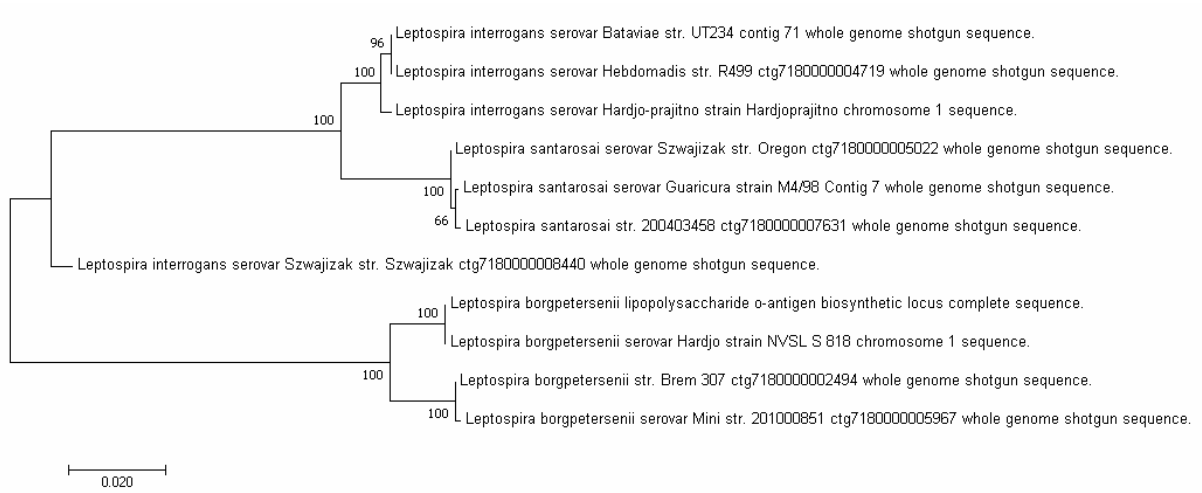 Leptospira interrogans serovar Bataviae str. UT234 contig 71 whole genome shotgun sequence.
96
Leptospira interrogans serovar Hebdomadis str. R499 ctg7180000004719 whole genome shotgun sequence.
100
Leptospira interrogans serovar Hardjo-prajitno strain Hardjoprajitno chromosome 1 sequence.
100
Leptospira santarosai serovar Szwajizak str. Oregon ctg7180000005022 whole genome shotgun sequence.
100
Leptospira santarosai serovar Guaricura strain M4/98 Contig 7 whole genome shotgun sequence.
66
Leptospira santarosai str. 200403458 ctg7180000007631 whole genome shotgun sequence.
Leptospira interrogans serovar Szwajizak str. Szwajizak ctg7180000008440 whole genome shotgun sequence.
Leptospira borgpetersenii lipopolysaccharide o-antigen biosynthetic locus complete sequence.
100
Leptospira borgpetersenii serovar Hardjo strain NVSL S 818 chromosome 1 sequence.
100
Leptospira borgpetersenii str. Brem 307 ctg7180000002494 whole genome shotgun sequence.
100
Leptospira borgpetersenii serovar Mini str. 201000851 ctg7180000005967 whole genome shotgun sequence.
0.020